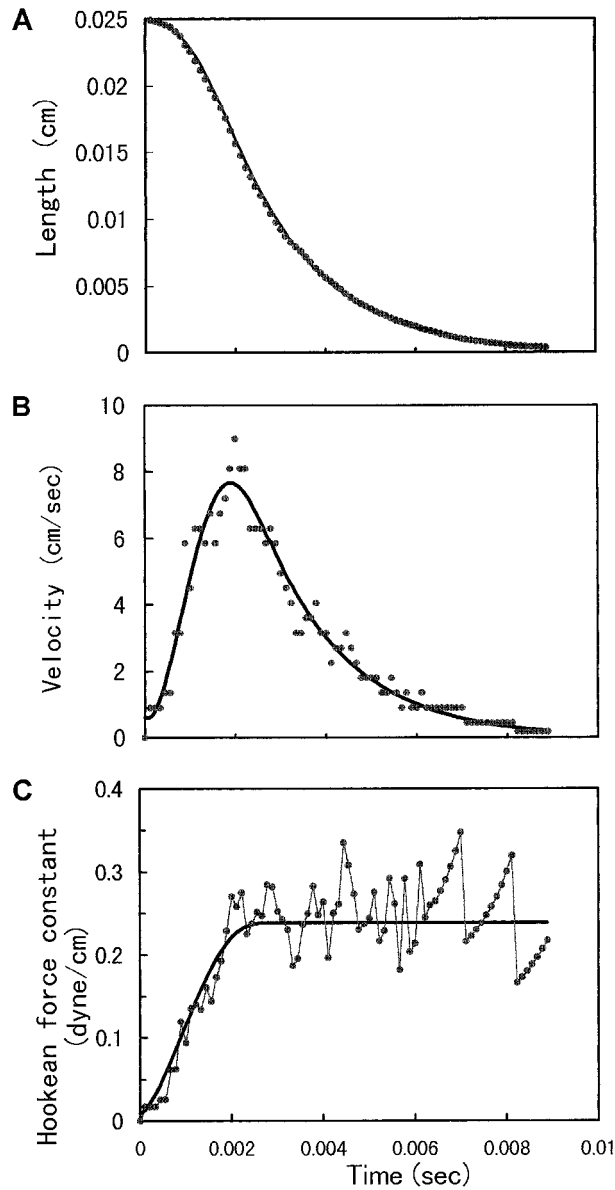 A
0.025
0.02
0.015
0.01
0.005
0
Length (cm)
B
10
8
6
4
2
0
Velocity (cm/sec)
C
0.4
0.3
0.2
0.1
0
Hookean force constant
(dyne/cm)
0
0.002
0.004
0.006
0.008
0.01
Time (sec)